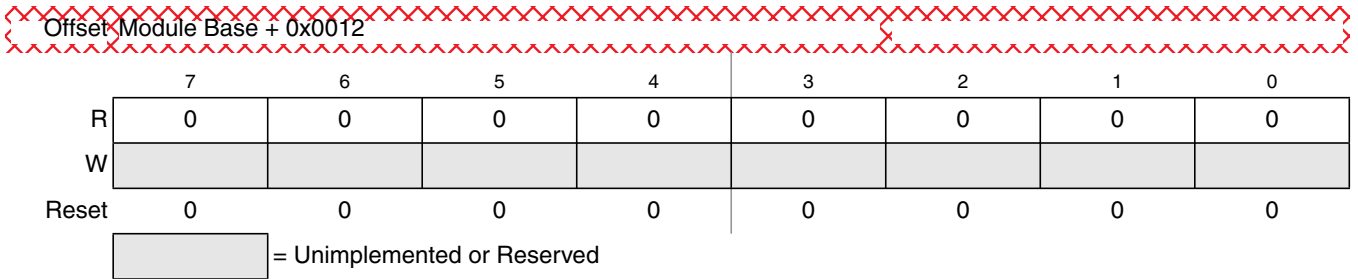 Offset Module Base + 0x0012
7 6 5 4 3 2 1 0
R 0 0 0 0 0 0 0 0
W
Reset 0 0 0 0 0 0 0 0
= Unimplemented or Reserved